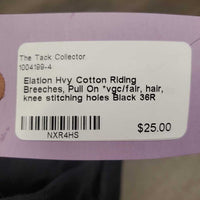 The Tack Collector
1004199-4
Elation Hvy Cotton Riding
Breeches, Pull On *vgc/fair, hair,
knee stitching holes Black 36R
NXR4HS
$25.00